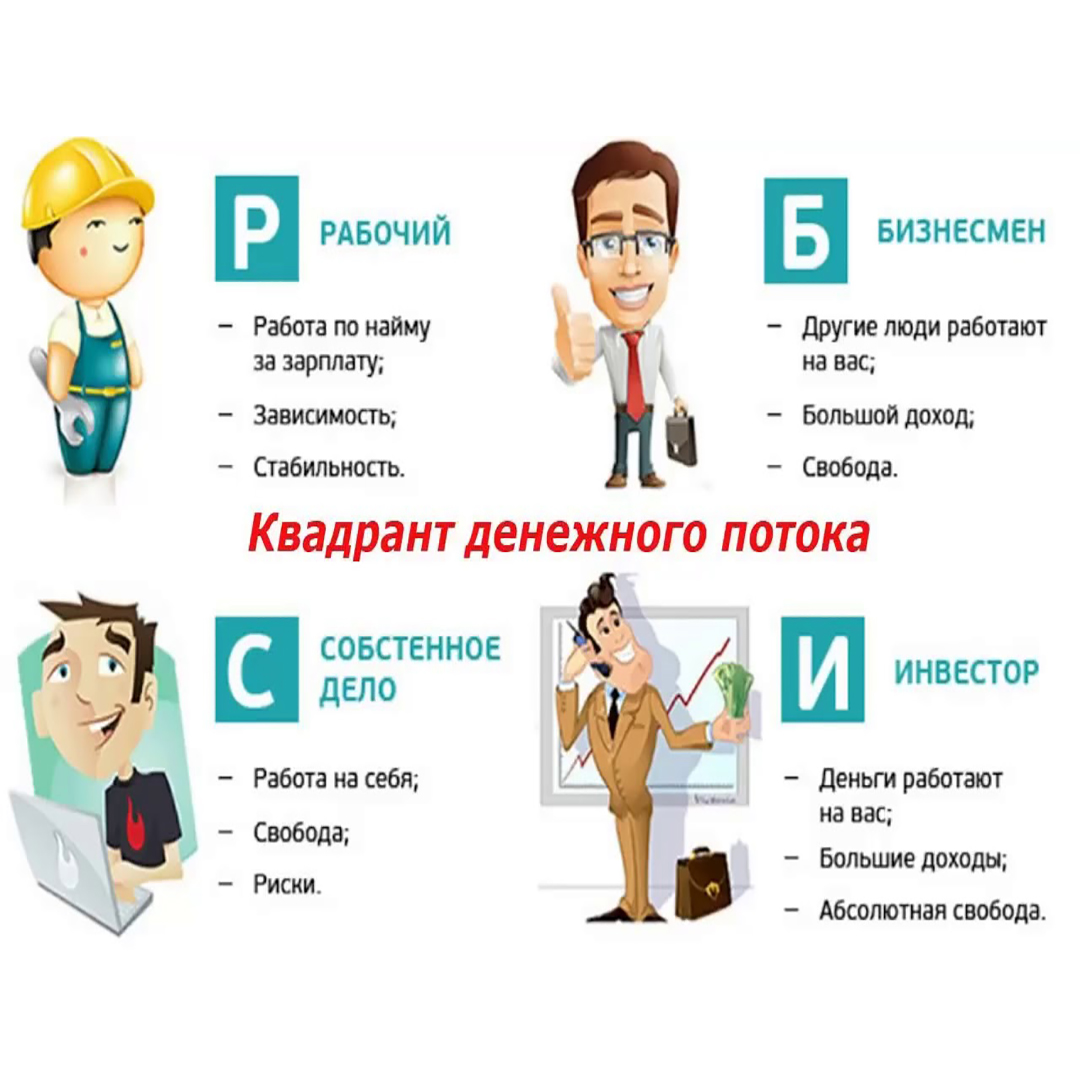 Р РАБОЧИЙ
– Работа по найму
за зарплату;
– Зависимость;
– Стабильность.
Б БИЗНЕСМЕН
– Другие люди работают
на вас;
– Большой доход;
– Свобода.
Квадрант денежного потока
С СОБСТЕННОЕ
ДЕЛО
– Работа на себя;
– Свобода;
– Риски.
И ИНВЕСТОР
– Деньги работают
на вас;
– Большие доходы;
– Абсолютная свобода.